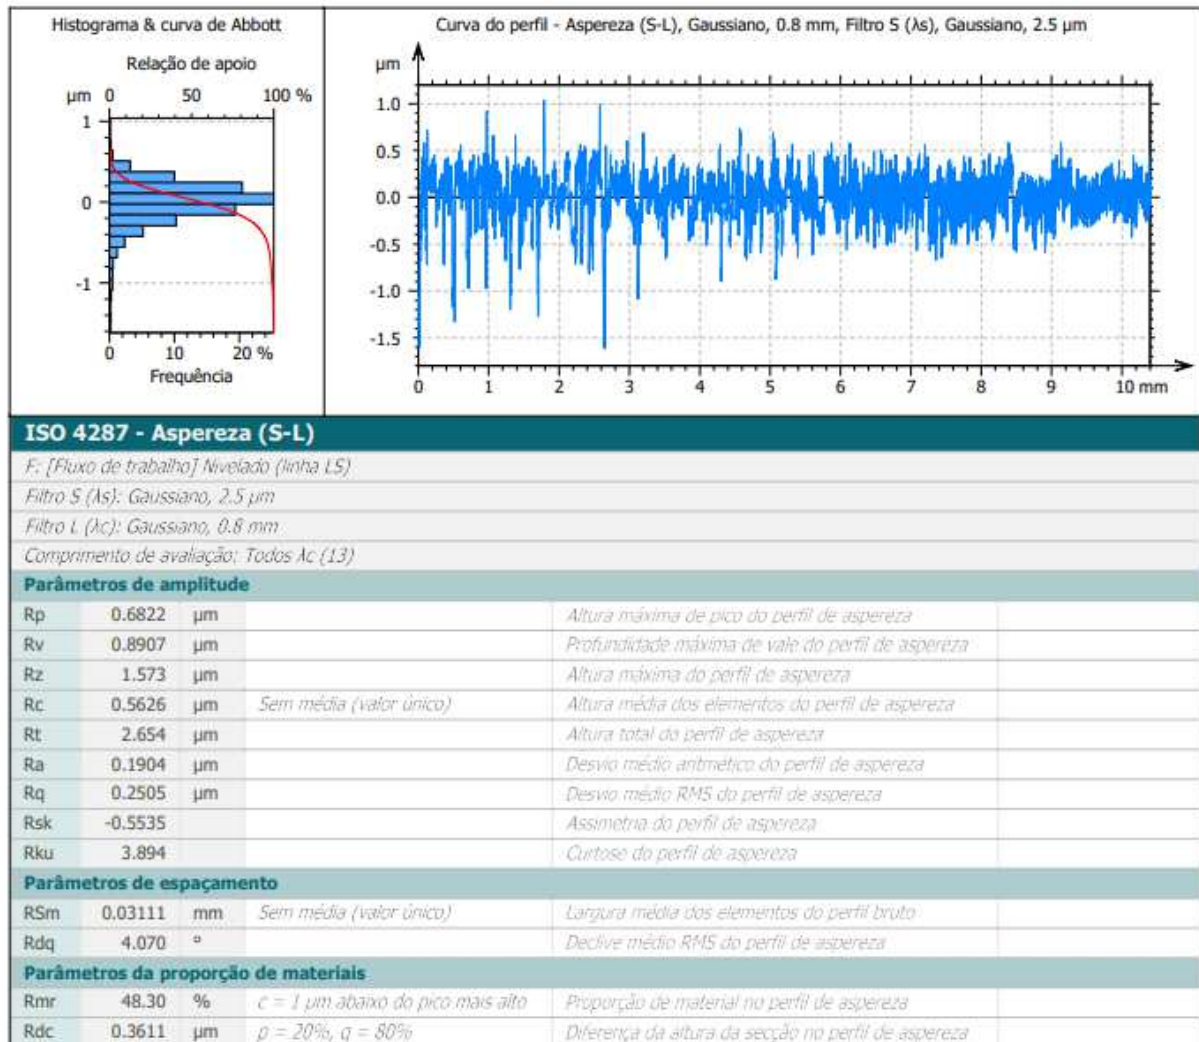 Histograma & curva de Abbott
Relação de apoio
µm 0 50 100 %
1
0
-1
0 10 20 %
Frequência
Curva do perfil - Aspereza (S-L), Gaussiano, 0.8 mm, Filtro S (λs), Gaussiano, 2.5 µm
µm
1.0
0.5
0.0
-0.5
-1.0
-1.5
0 1 2 3 4 5 6 7 8 9 10 mm
ISO 4287 - Aspereza (S-L)
F: [Fluxo de trabalho] Nivelado (linha LS)
Filtro S (λs): Gaussiano, 2.5 µm
Filtro L (λc): Gaussiano, 0.8 mm
Comprimento de avaliação: Todos λc (13)
Parâmetros de amplitude
Rp 0.6822 µm Altura máxima de pico do perfil de aspereza
Rv 0.8907 µm Profundidade máxima de vale do perfil de aspereza
Rz 1.573 µm Altura máxima do perfil de aspereza
Rc 0.5626 µm Sem média (valor único) Altura média dos elementos do perfil de aspereza
Rt 2.654 µm Altura total do perfil de aspereza
Ra 0.1904 µm Desvio médio aritmético do perfil de aspereza
Rq 0.2505 µm Desvio médio RMS do perfil de aspereza
Rsk -0.5535 Assimetria do perfil de aspereza
Rku 3.894 Curtose do perfil de aspereza
Parâmetros de espaçamento
RSm 0.03111 mm Sem média (valor único) Largura média dos elementos do perfil bruto
Rdq 4.070 ° Declive médio RMS do perfil de aspereza
Parâmetros da proporção de materiais
Rmr 48.30 % c = 1 µm abaixo do pico mais alto Proporção de material no perfil de aspereza
Rdc 0.3611 µm p = 20%, q = 80% Diferença da altura da secção no perfil de aspereza